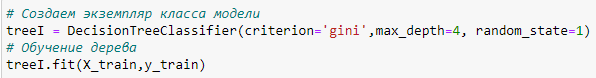 # Создаем экземпляр класса модели
treeI = DecisionTreeClassifier(criterion='gini',max_depth=4, random_state=1)
# Обучение дерева
treeI.fit(X_train,y_train)